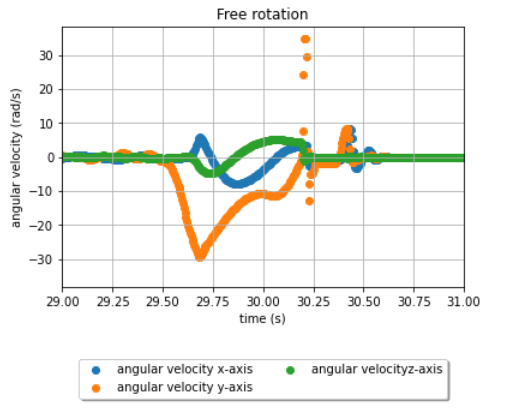 Free rotation
angular velocity (rad/s)
30
20
10
0
−10
−20
−30
29.00 29.25 29.50 29.75 30.00 30.25 30.50 30.75 31.00
time (s)
angular velocity x-axis
angular velocity y-axis
angular velocityz-axis